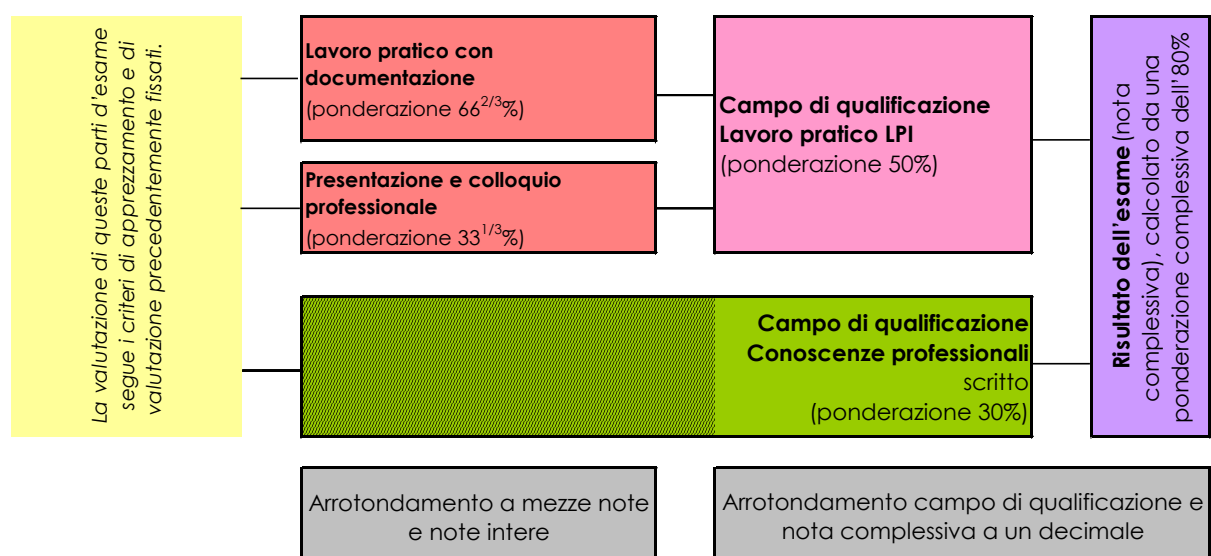 La valutazione di queste parti d'esame
segue i criteri di apprezzamento e di
valutazione precedentemente fissati.
Lavoro pratico con
documentazione
(ponderazione 66^2/3%)
Presentazione e colloquio
professionale
(ponderazione 33^1/3%)
Campo di qualificazione
Lavoro pratico LPI
(ponderazione 50%)
Campo di qualificazione
Conoscenze professionali
scritto
(ponderazione 30%)
Risultato dell'esame (nota
complessiva), calcolato da una
ponderazione complessiva dell'80%
Arrotondamento a mezze note
e note intere
Arrotondamento campo di qualificazione e
nota complessiva a un decimale